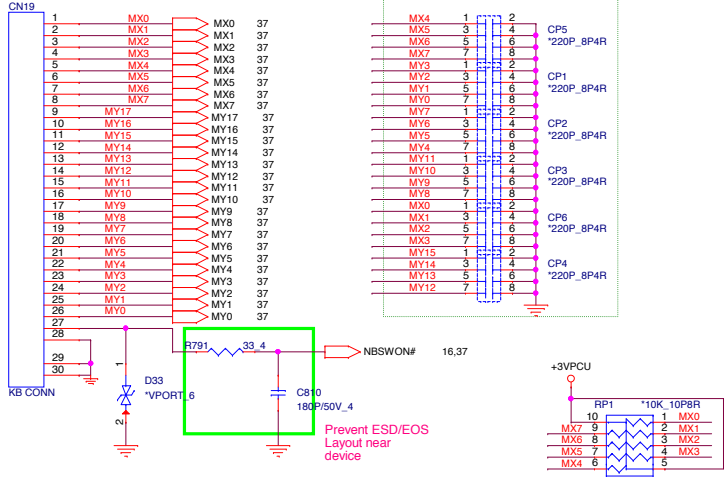 CN19
1 MX0 MX0 37
2 MX1 MX1 37
3 MX2 MX2 37
4 MX3 MX3 37
5 MX4 MX4 37
6 MX5 MX5 37
7 MX6 MX6 37
8 MX7 MX7 37
9 MY17 MY17 37
10 MY16 MY16 37
11 MY15 MY15 37
12 MY14 MY14 37
13 MY13 MY13 37
14 MY12 MY12 37
15 MY11 MY11 37
16 MY10 MY10 37
17 MY9 MY9 37
18 MY8 MY8 37
19 MY7 MY7 37
20 MY6 MY6 37
21 MY5 MY5 37
22 MY4 MY4 37
23 MY3 MY3 37
24 MY2 MY2 37
25 MY1 MY1 37
26 MY0 MY0 37
27
28
29
30
KB CONN
MX4 1 2
MX5 3 4
MX6 5 6
MX7 7 8
CP5
*220P_8P4R
MY3 1 2
MY2 3 4
MY1 5 6
MY0 7 8
CP1
*220P_8P4R
MY7 1 2
MY6 3 4
MY5 5 6
MY4 7 8
CP2
*220P_8P4R
MY11 1 2
MY10 3 4
MY9 5 6
MY8 7 8
CP3
*220P_8P4R
MX0 1 2
MX1 3 4
MX2 5 6
MX3 7 8
CP6
*220P_8P4R
MY15 1 2
MY14 3 4
MY13 5 6
MY12 7 8
CP4
*220P_8P4R
R791 33_4
NBSWON# 16,37
1
D33
*VPORT_6
2
C810
180P/50V_4
Prevent ESD/EOS
Layout near
device
+3VPCU
RP1 *10K_10P8R
10 1 MX0
MX7 9 2 MX1
MX6 8 3 MX2
MX5 7 4 MX3
MX4 6 5